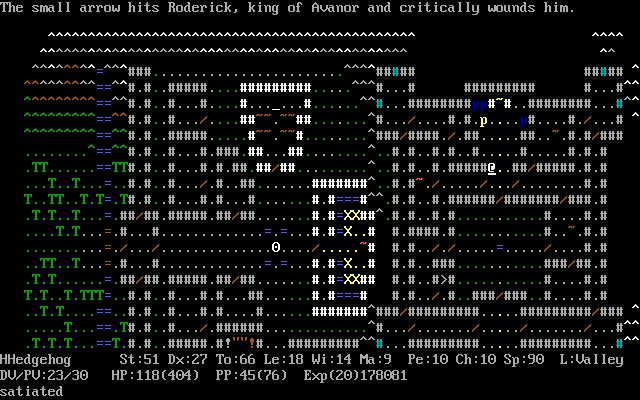 The small arrow hits Roderick, king of Avanor and critically wounds him.
HHedgehog St:51 Dx:27 To:66 Le:18 Wi:14 Ma:9 Pe:10 Ch:10 Sp:90 L:Valley
DV/PV:23/30 HP:118(404) PP:45(76) Exp(20)178081
satiated